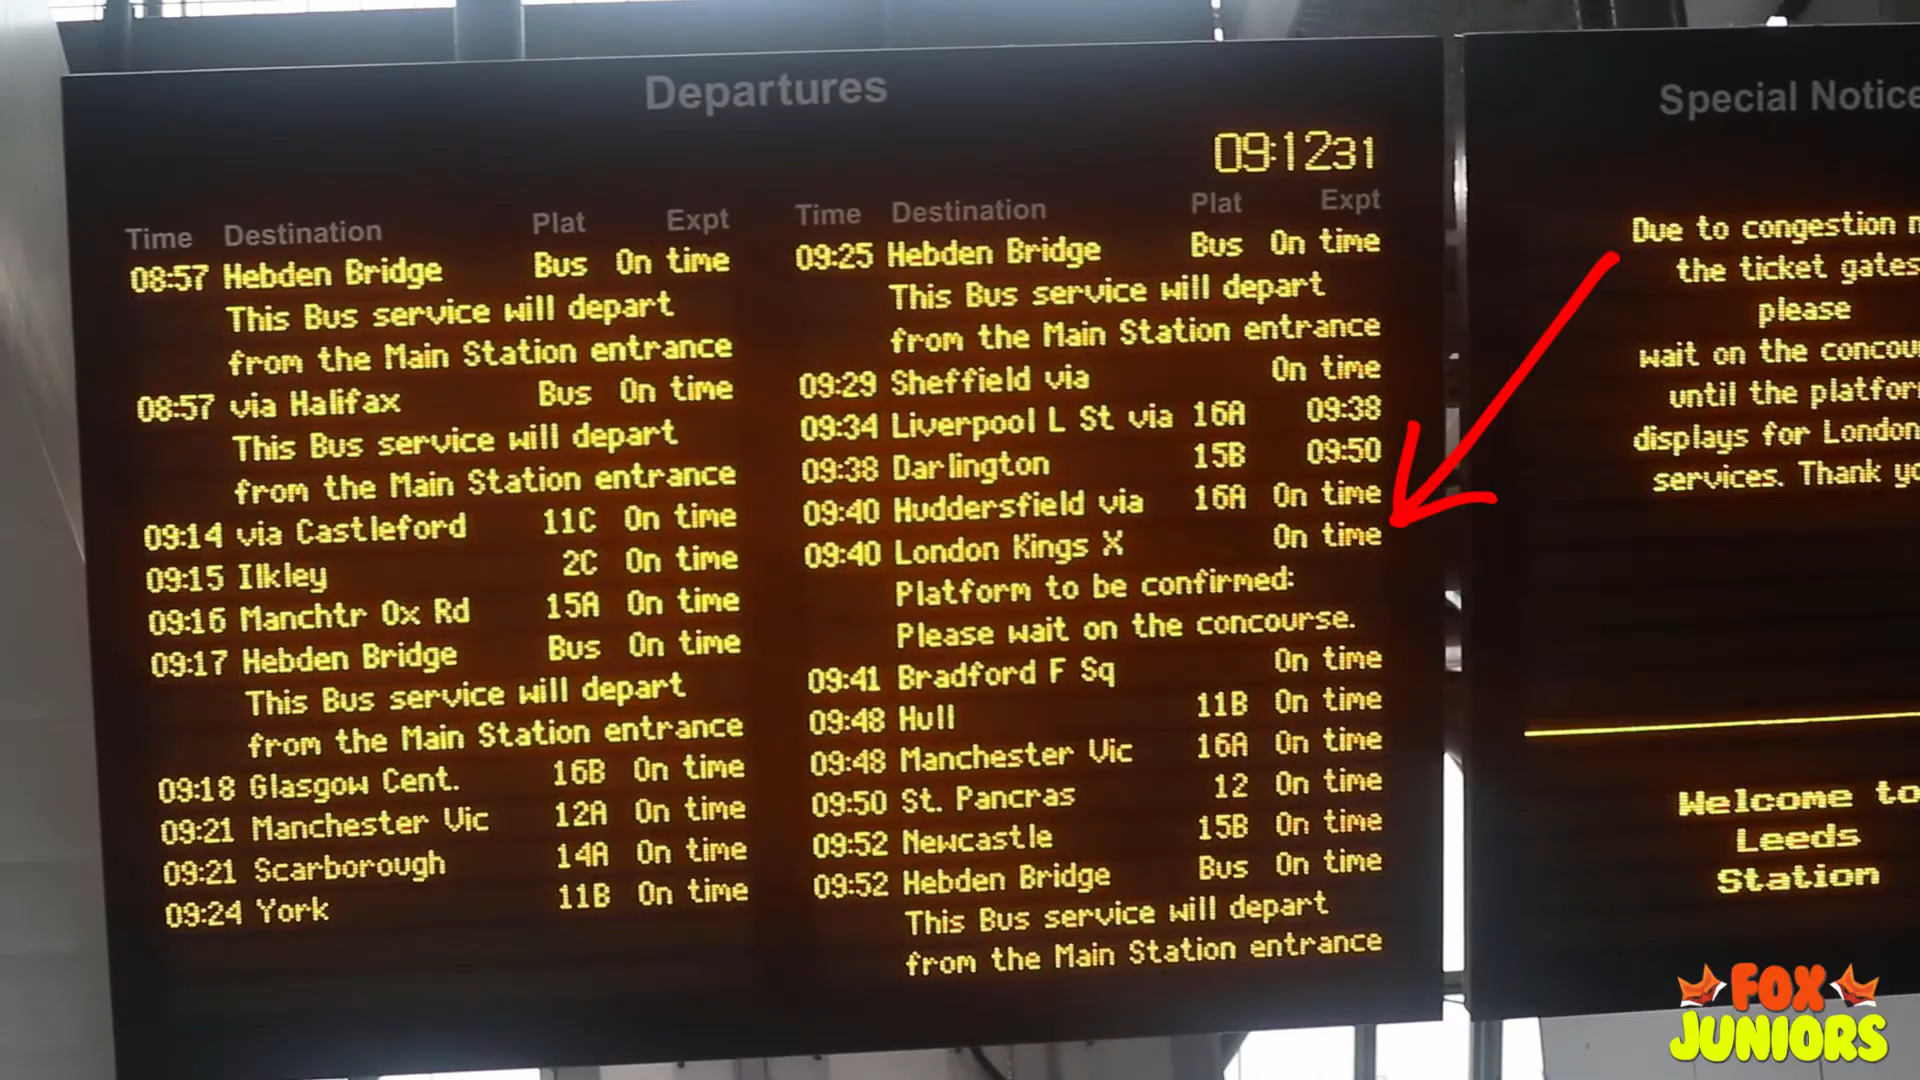 Departures
09:12 31
Time Destination Plat Expt
08:57 Hebden Bridge Bus On time
This Bus service will depart
from the Main Station entrance
08:57 via Halifax Bus On time
This Bus service will depart
from the Main Station entrance
09:14 via Castleford 11C On time
09:15 Ilkley 2C On time
09:16 Manchtr Ox Rd 15A On time
09:17 Hebden Bridge Bus On time
This Bus service will depart
from the Main Station entrance
09:18 Glasgow Cent. 16B On time
09:21 Manchester Vic 12A On time
09:21 Scarborough 14A On time
09:24 York 11B On time
Time Destination Plat Expt
09:25 Hebden Bridge Bus On time
This Bus service will depart
from the Main Station entrance
09:29 Sheffield via On time
09:34 Liverpool L St via 16A 09:38
09:38 Darlington 15B 09:50
09:40 Huddersfield via 16A On time
09:40 London Kings X On time
Platform to be confirmed:
Please wait on the concourse.
09:41 Bradford F Sq On time
09:48 Hull 11B On time
09:48 Manchester Vic 16A On time
09:50 St. Pancras 12 On time
09:52 Newcastle 15B On time
09:52 Hebden Bridge Bus On time
This Bus service will depart
from the Main Station entrance
Special Notice
Due to congestion
the ticket gates
please
wait on the
until the
displays for London
services. Thank
Welcome to
Leeds
Station
FOX
JUNIORS